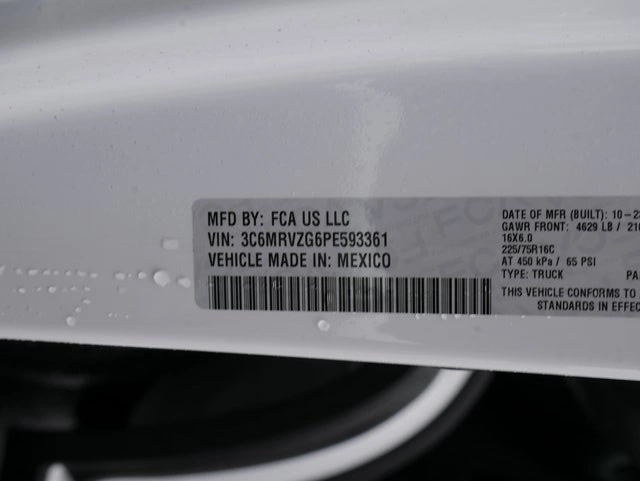 MFD BY: FCA US LLC
VIN: 3C6MRVZG6PE593361
VEHICLE MADE IN: MEXICO
DATE OF MFR (BUILT): 10-23
GAWR FRONT: 4629 LB / 210
16X6.0
225/75R16C
AT 450 kPa / 65 PSI
TYPE: TRUCK PA
THIS VEHICLE CONFORMS TO
STANDARDS IN EFFEC